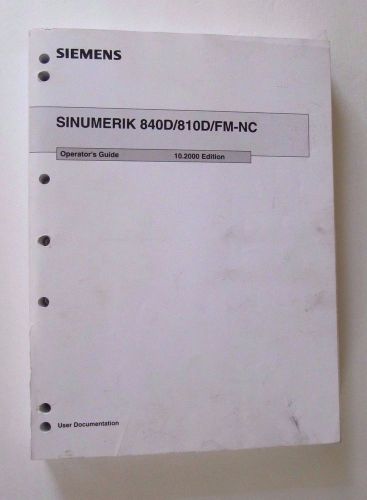 SIEMENS
SINUMERIK 840D/810D/FM-NC
Operator's Guide 10.2000 Edition
User Documentation